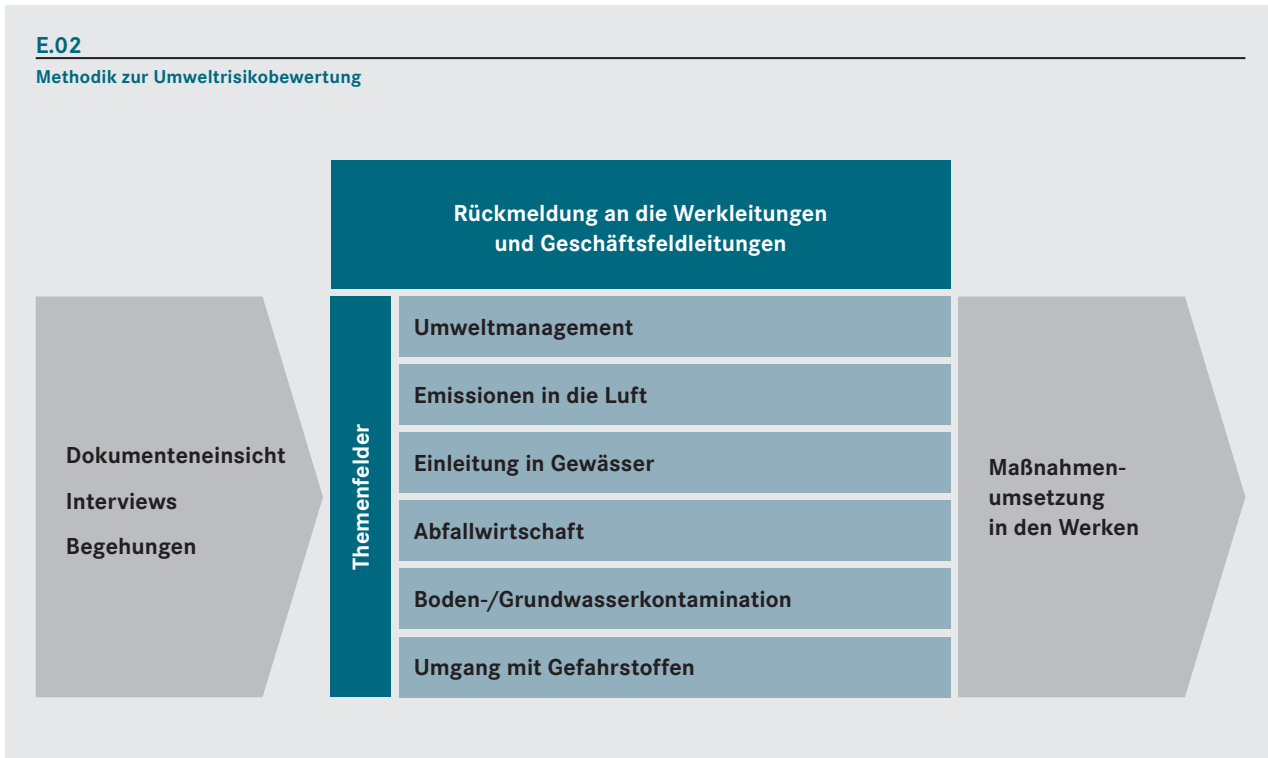 E.02
Methodik zur Umweltrisikobewertung
Rückmeldung an die Werkleitungen
und Geschäftsfeldleitungen
Dokumenteneinsicht
Interviews
Begehungen
Themenfelder
Umweltmanagement
Emissionen in die Luft
Einleitung in Gewässer
Abfallwirtschaft
Boden-/Grundwasserkontamination
Umgang mit Gefahrstoffen
Maßnahmen-
umsetzung
in den Werken